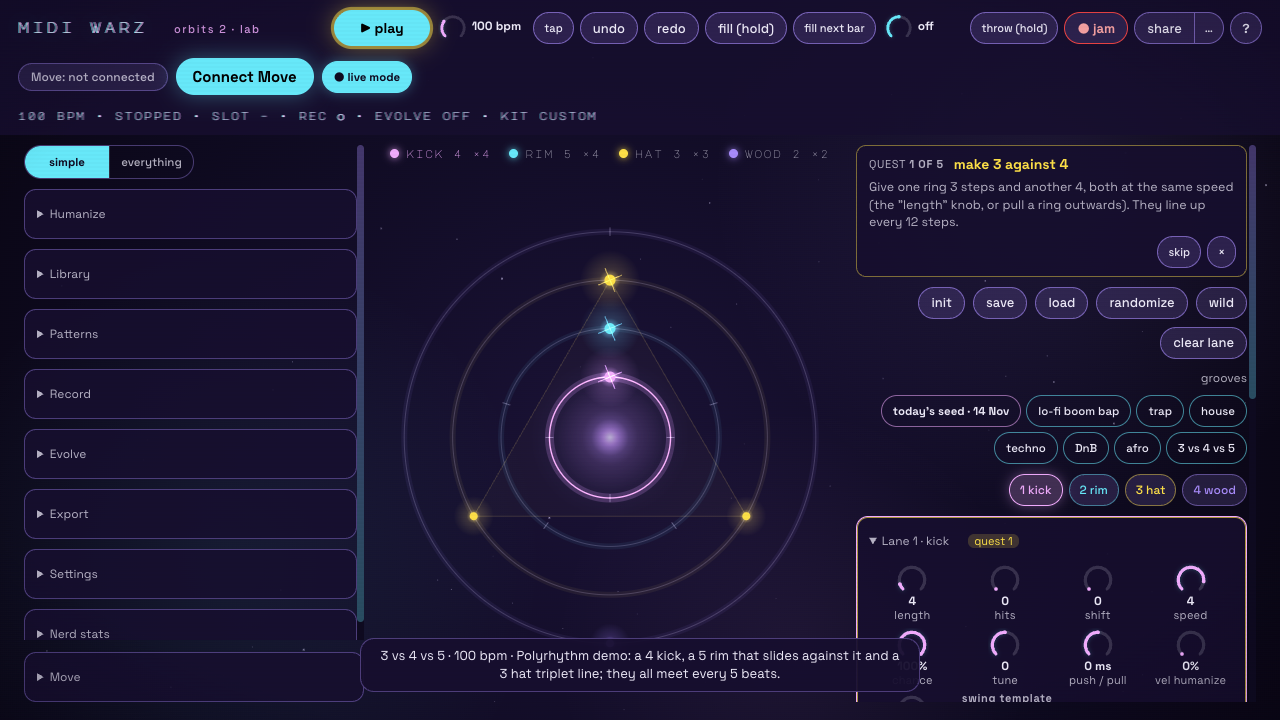 MIDI WARZ
orbits 2 · lab
play
100 bpm
tap
undo
redo
fill (hold)
fill next bar
off
throw (hold)
jam
share
...
?
Move: not connected
Connect Move
live mode
100 BPM · STOPPED · SLOT - · REC o · EVOLVE OFF · KIT CUSTOM
simple
everything
Humanize
Library
Patterns
Record
Evolve
Export
Settings
Nerd stats
Move
KICK 4 ×4
RIM 5 ×4
HAT 3 ×3
WOOD 2 ×2
QUEST 1 OF 5 make 3 against 4
Give one ring 3 steps and another 4, both at the same speed
(the "length" knob, or pull a ring outwards). They line up
every 12 steps.
skip
×
init
save
load
randomize
wild
clear lane
grooves
today's seed · 14 Nov
lo-fi boom bap
trap
house
techno
DnB
afro
3 vs 4 vs 5
1 kick
2 rim
3 hat
4 wood
Lane 1 · kick
quest 1
4
0
0
4
length
hits
shift
speed
0
0 ms
0%
tune
push / pull
vel humanize
swing template
3 vs 4 vs 5 · 100 bpm · Polyrhythm demo: a 4 kick, a 5 rim that slides against it and a
3 hat triplet line; they all meet every 5 beats.